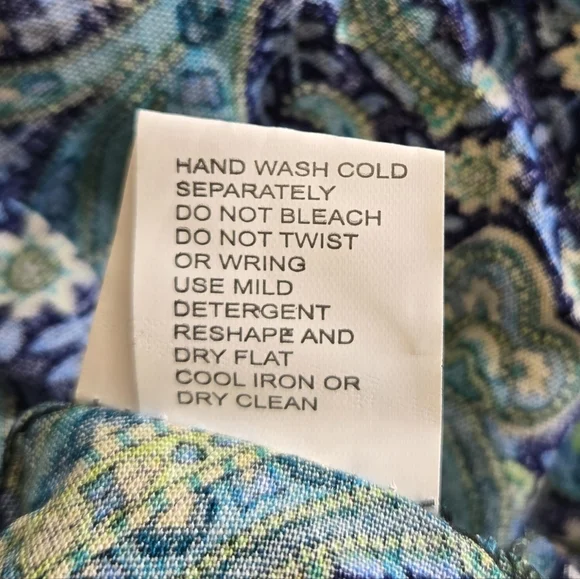 HAND WASH COLD
SEPARATELY
DO NOT BLEACH
DO NOT TWIST
OR WRING
USE MILD
DETERGENT
RESHAPE AND
DRY FLAT
COOL IRON OR
DRY CLEAN